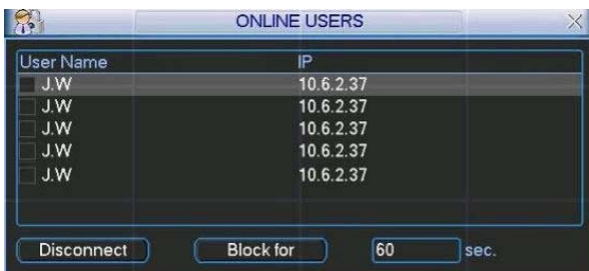 ONLINE USERS
User Name IP
J.W 10.6.2.37
J.W 10.6.2.37
J.W 10.6.2.37
J.W 10.6.2.37
J.W 10.6.2.37
Disconnect Block for 60 sec.